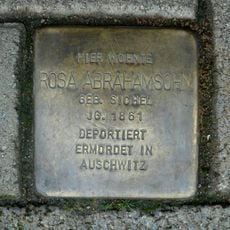 HIER WOHNTE
ROSA ABRAHAMSOHN
GEB. SICHEL
JG. 1861
DEPORTIERT
ERMORDET IN
AUSCHWITZ